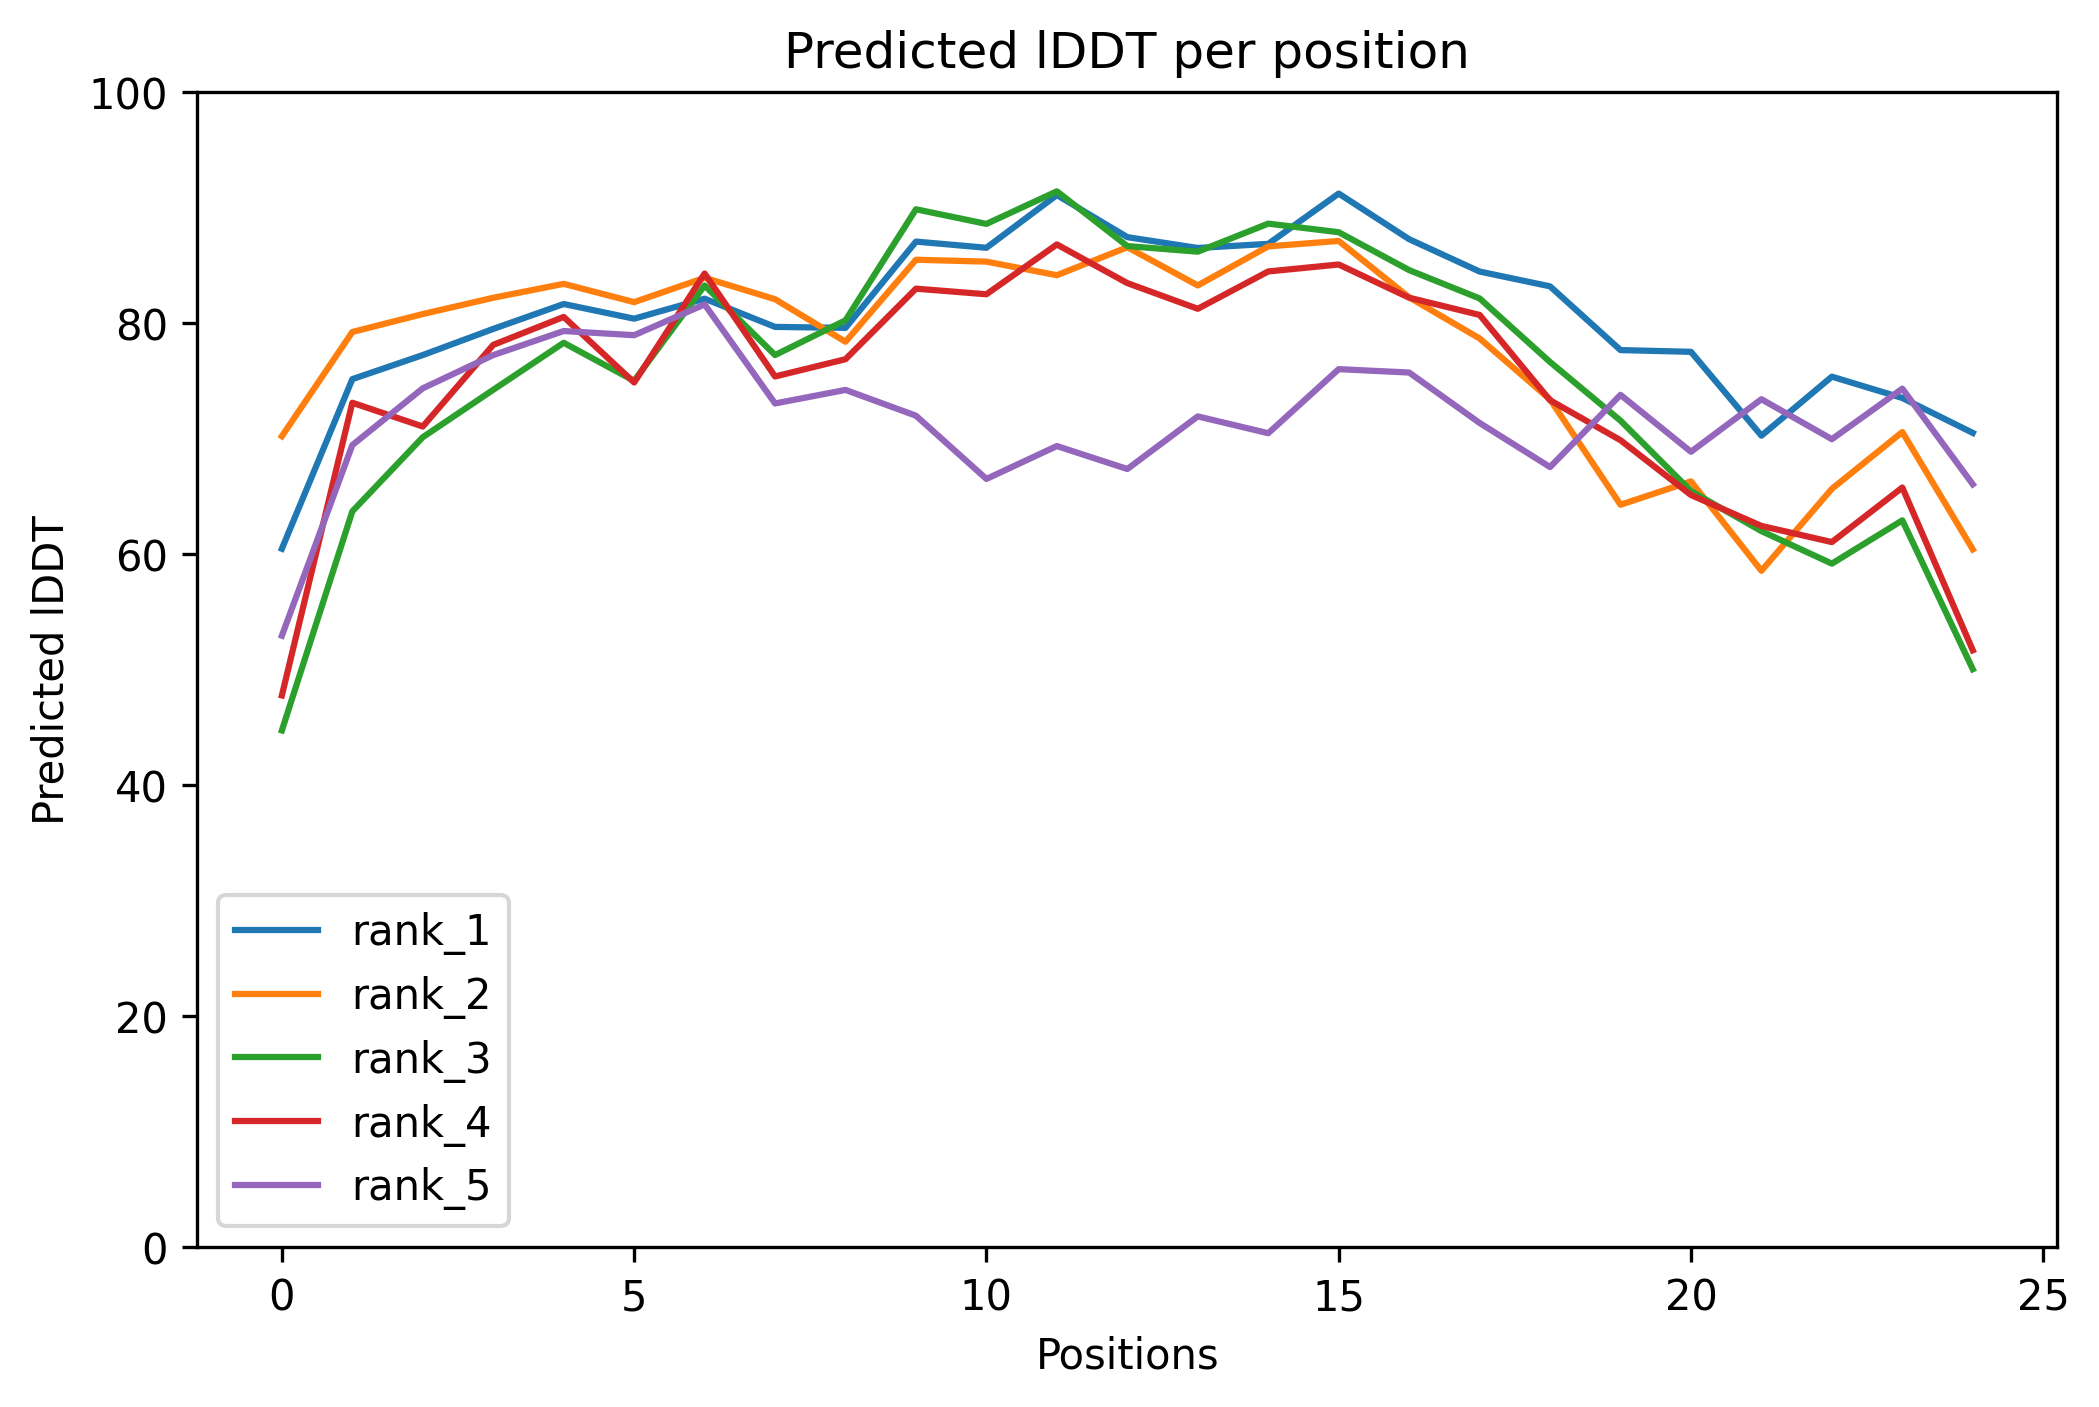 Predicted lDDT per position
100
80
60
40
20
0
Predicted lDDT
rank_1
rank_2
rank_3
rank_4
rank_5
0 5 10 15 20 25
Positions